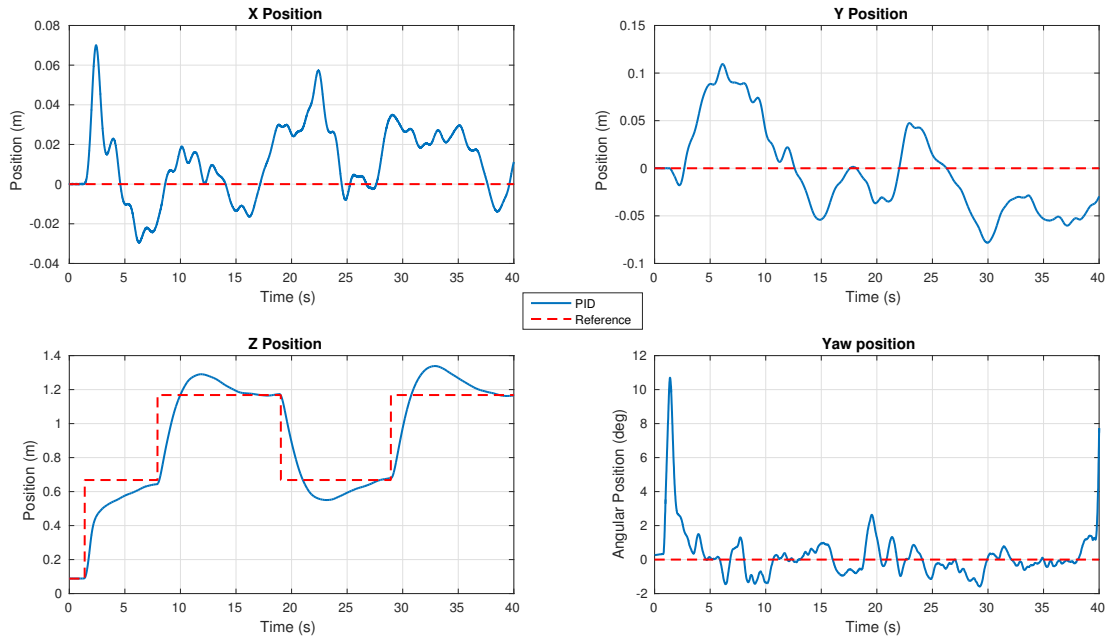 X Position
Position (m)
0.08
0.06
0.04
0.02
0
-0.02
-0.04
0 5 10 15 20 25 30 35 40
Time (s)
Y Position
Position (m)
0.15
0.1
0.05
0
-0.05
-0.1
0 5 10 15 20 25 30 35 40
Time (s)
PID
Reference
Z Position
Position (m)
1.4
1.2
1
0.8
0.6
0.4
0.2
0
0 5 10 15 20 25 30 35 40
Time (s)
Yaw position
Angular Position (deg)
12
10
8
6
4
2
0
-2
0 5 10 15 20 25 30 35 40
Time (s)